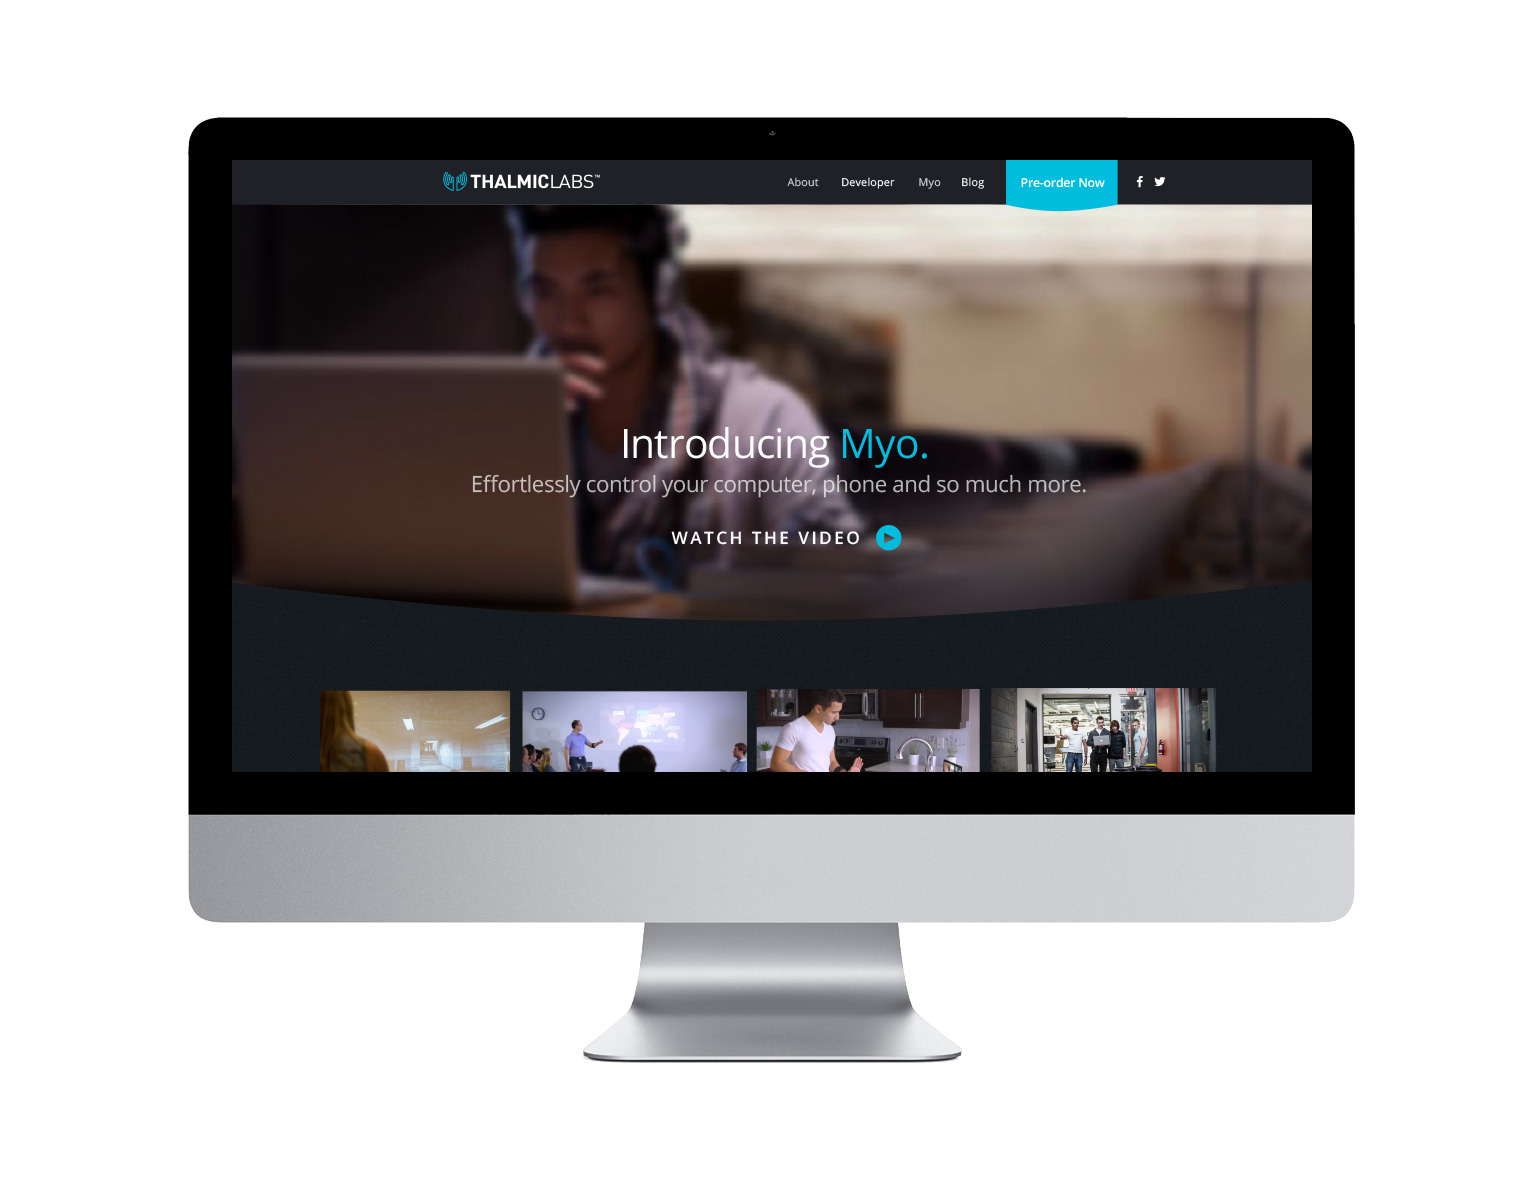 THALMICLABS™
About Developer Myo Blog Pre-order Now
Introducing Myo.
Effortlessly control your computer, phone and so much more.
WATCH THE VIDEO